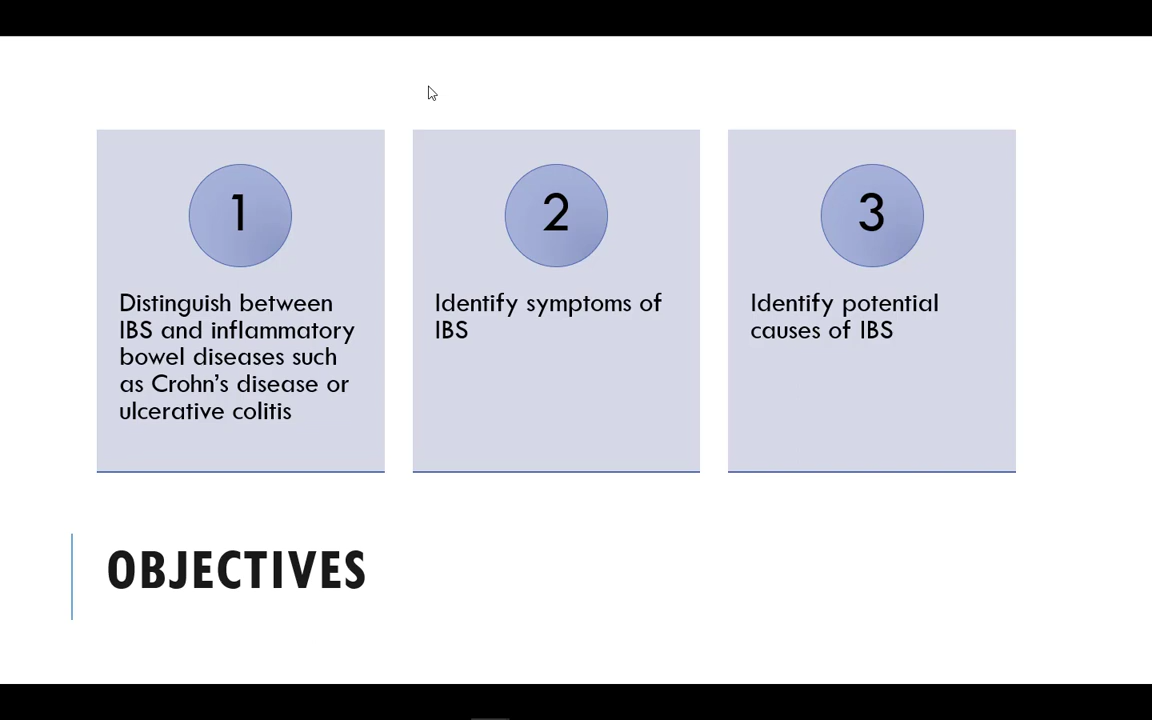 1
Distinguish between
IBS and inflammatory
bowel diseases such
as Crohn’s disease or
ulcerative colitis
2
Identify symptoms of
IBS
3
Identify potential
causes of IBS
OBJECTIVES